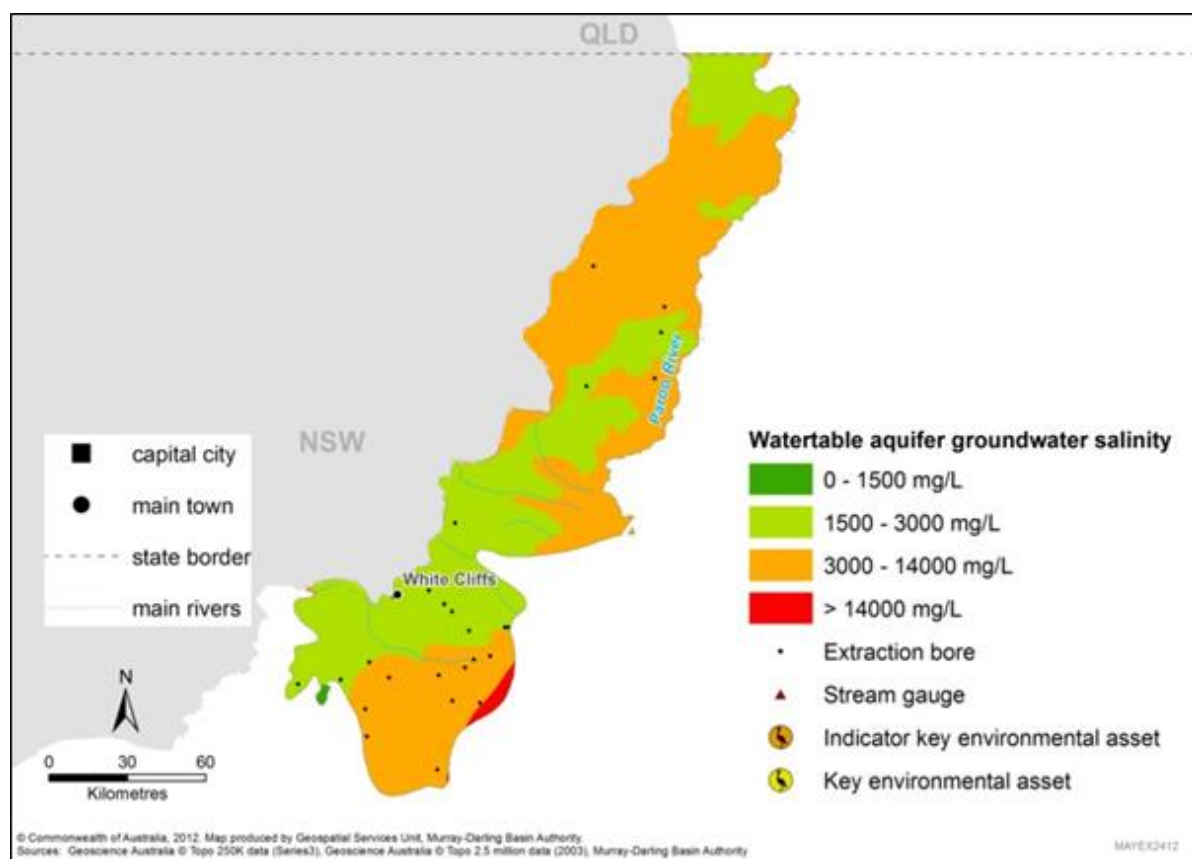 QLD
NSW
Paroo River
White Cliffs
capital city
main town
state border
main rivers
N
0 30 60
Kilometres
Watertable aquifer groundwater salinity
0 - 1500 mg/L
1500 - 3000 mg/L
3000 - 14000 mg/L
> 14000 mg/L
Extraction bore
Stream gauge
Indicator key environmental asset
Key environmental asset
© Commonwealth of Australia, 2012. Map produced by Geospatial Services Unit, Murray-Darling Basin Authority.
Sources: Geoscience Australia © Topo 250K data (Series3), Geoscience Australia © Topo 2.5 million data (2003), Murray-Darling Basin Authority
MAYEX2412